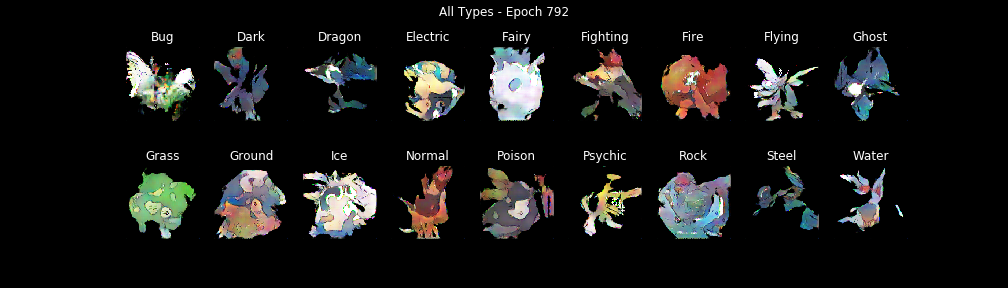 All Types - Epoch 792
Bug Dark Dragon Electric Fairy Fighting Fire Flying Ghost
Grass Ground Ice Normal Poison Psychic Rock Steel Water